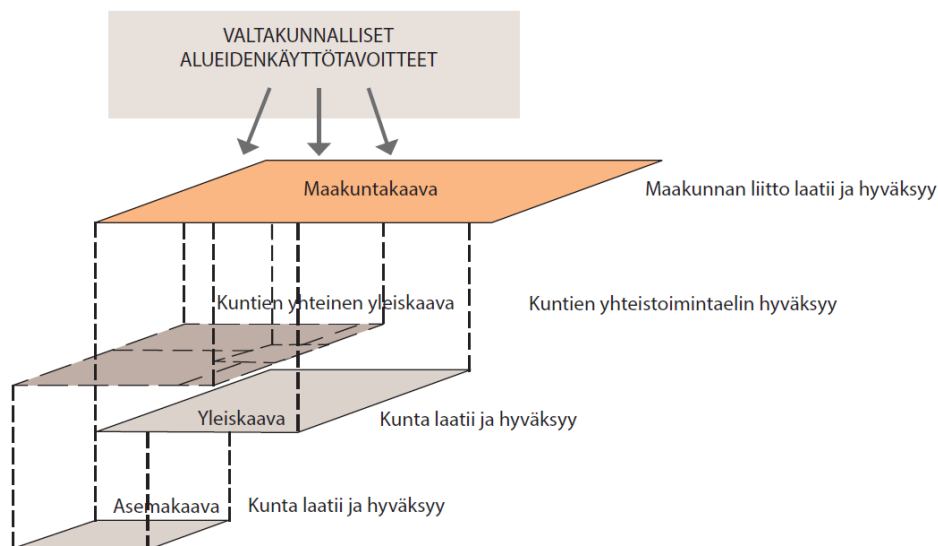 VALTAKUNNALLISET
ALUEIDENKÄYTTÖTAVOITTEET
Maakuntakaava
Maakunnan liitto laatii ja hyväksyy
Kuntien yhteinen yleiskaava
Kuntien yhteistoimintaelin hyväksyy
Yleiskaava
Kunta laatii ja hyväksyy
Asemakaava
Kunta laatii ja hyväksyy